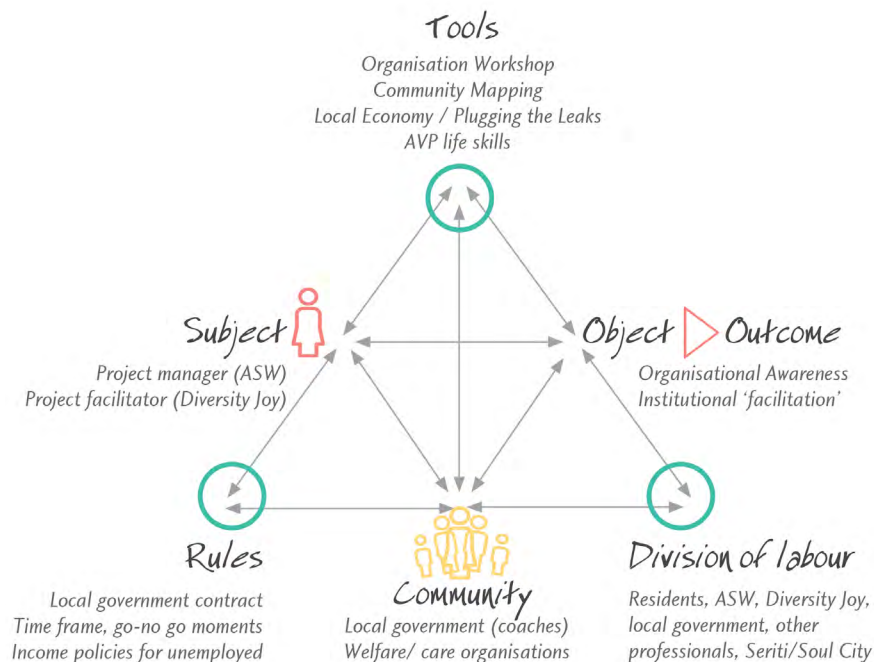 Tools
Organisation Workshop
Community Mapping
Local Economy / Plugging the Leaks
AVP life skills
Subject
Project manager (ASW)
Project facilitator (Diversity Joy)
Object
Outcome
Organisational Awareness
Institutional ‘facilitation’
Rules
Local government contract
Time frame, go-no go moments
Income policies for unemployed
Community
Local government (coaches)
Welfare/ care organisations
Division of labour
Residents, ASW, Diversity Joy,
local government, other
professionals, Seriti/Soul City